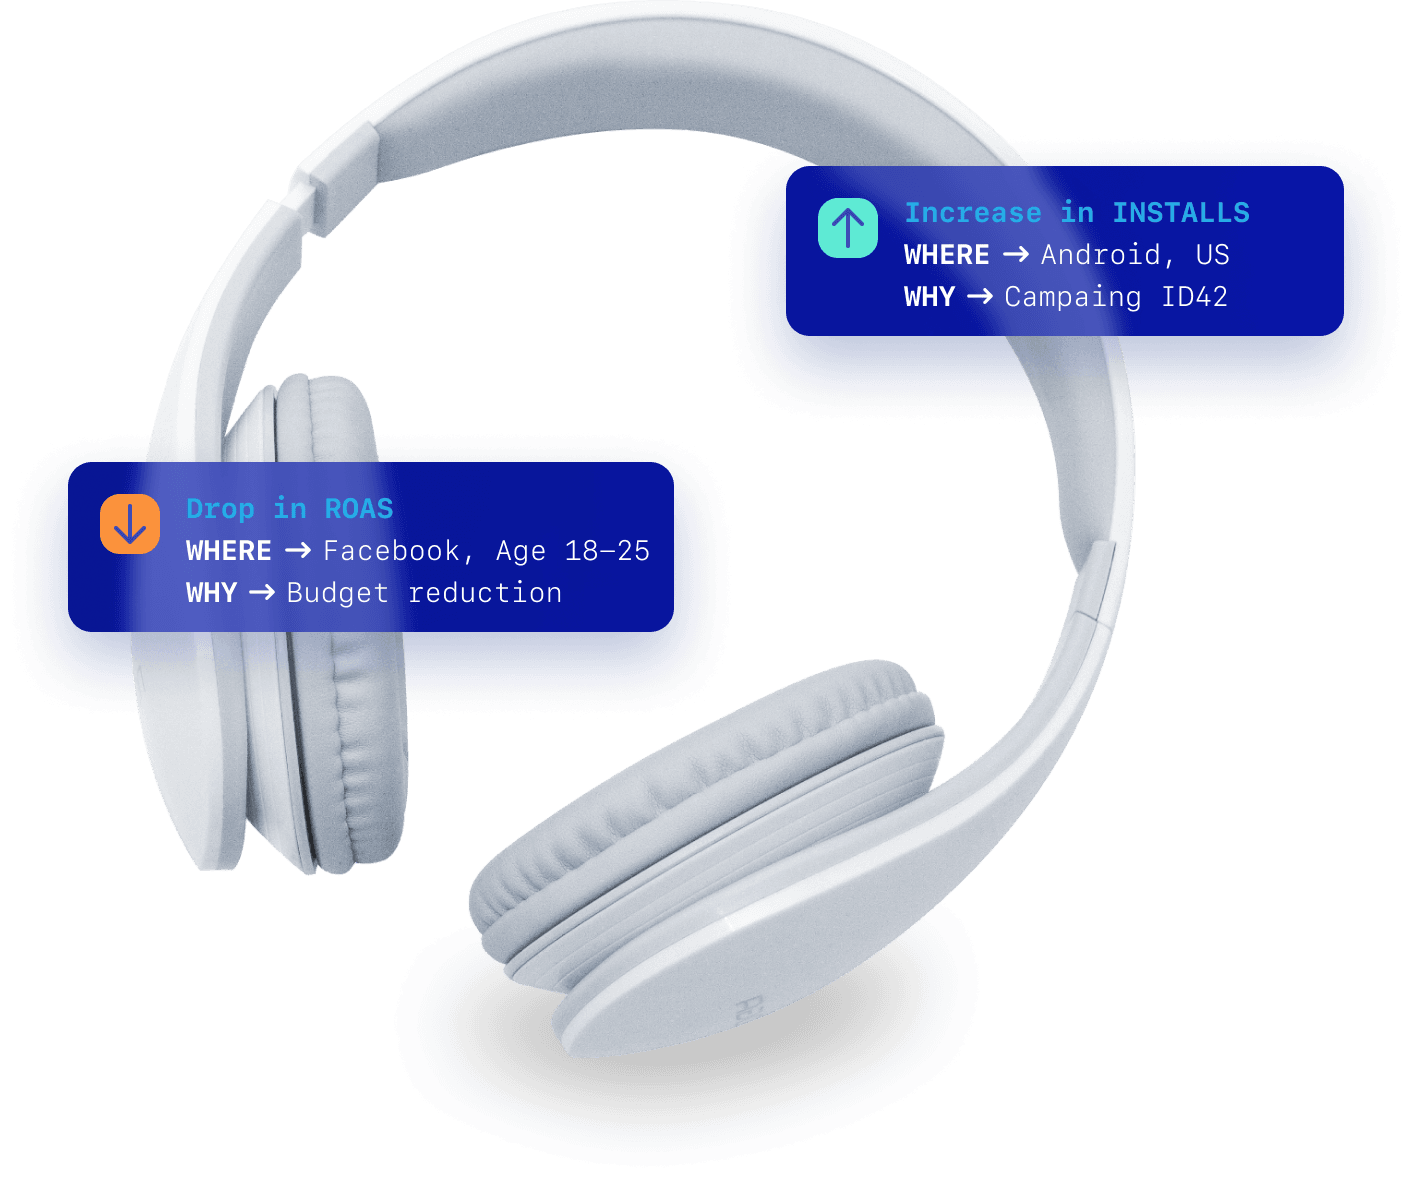 Increase in INSTALLS
WHERE → Android, US
WHY → Campaing ID42
Drop in ROAS
WHERE → Facebook, Age 18–25
WHY → Budget reduction